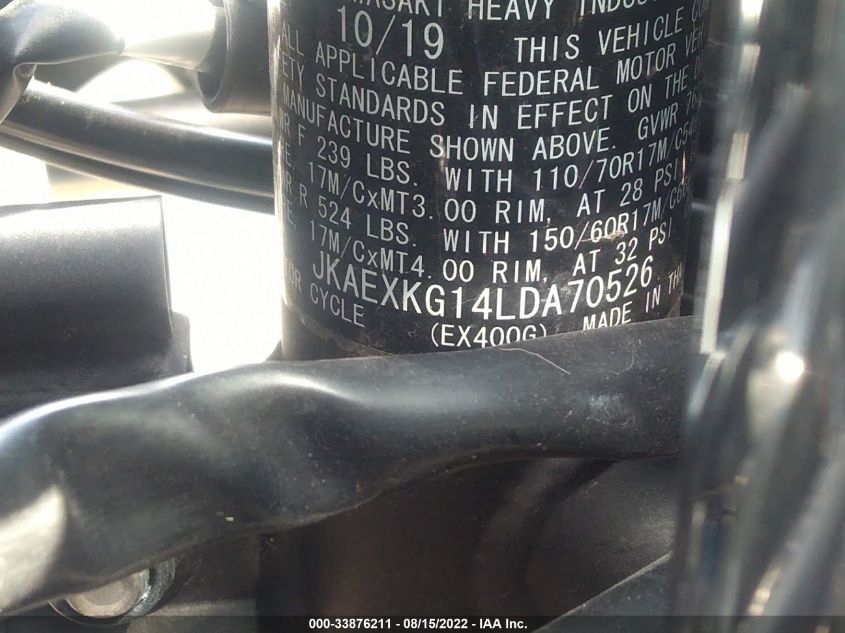 HEAVY
10/19 THIS VEHICLE
ALL APPLICABLE FEDERAL MOTOR
STANDARDS IN EFFECT ON THE
MANUFACTURE SHOWN ABOVE. GVWR
F 239 LBS. WITH 110/70R17M/C
17M/CxMT3.00 RIM, AT 28 PSI
R 524 LBS. WITH 150/60R17M/C
17M/CxMT4.00 RIM, AT 32 PSI
JKAEXKG14LDA70526
CYCLE (EX400G) MADE IN
000-33876211 - 08/15/2022 - IAA Inc.